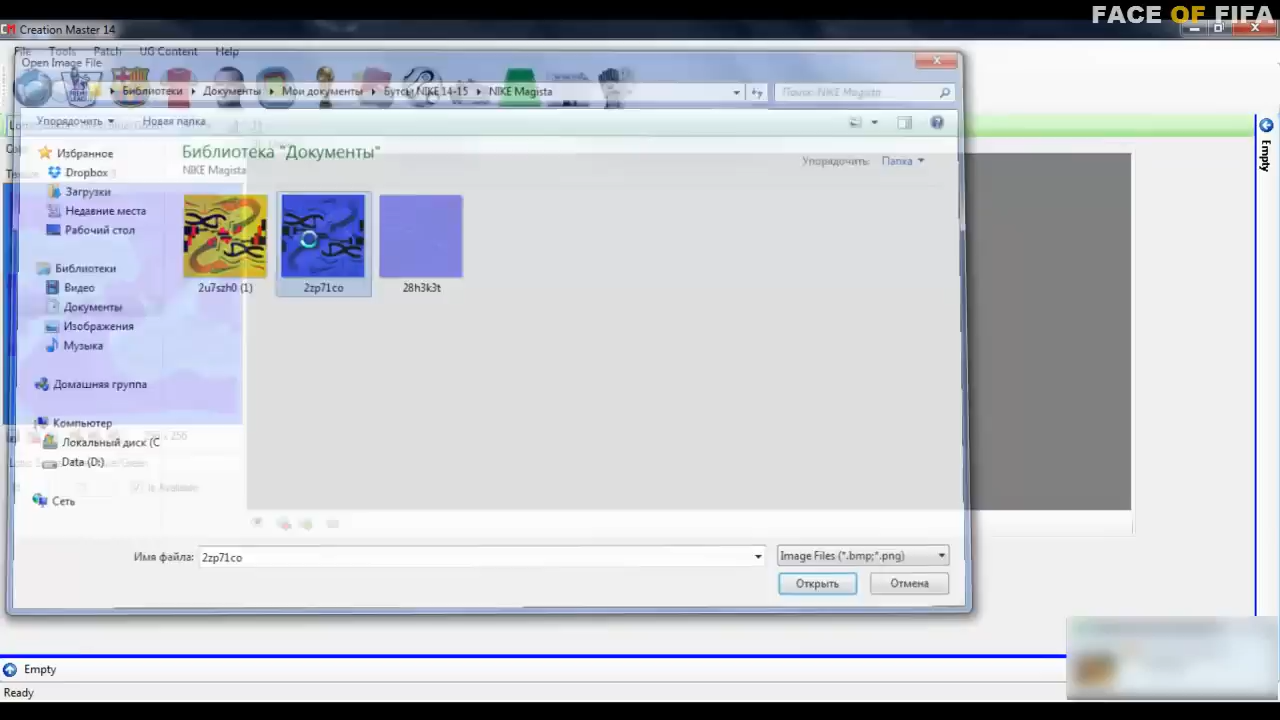 FACE OF FIFA
Creation Master 14
File Tools Patch UG Content Help
Open Image File
Библиотеки Документы Мои документы Бутсы NIKE 14-15 NIKE Magista
Поиск: NIKE Magista
Упорядочить Новая папка
Избранное
Dropbox
Загрузки
Недавние места
Рабочий стол
Библиотеки
Видео
Документы
Изображения
Музыка
Домашняя группа
Компьютер
Локальный диск (C
Data (D:)
Сеть
Библиотека "Документы"
NIKE Magista
Упорядочить: Папка
2u7szh0 (1)
2zp71co
28h3k3t
Is Available
Имя файла: 2zp71co
Image Files (*.bmp;*.png)
Открыть Отмена
Empty
Empty
Ready